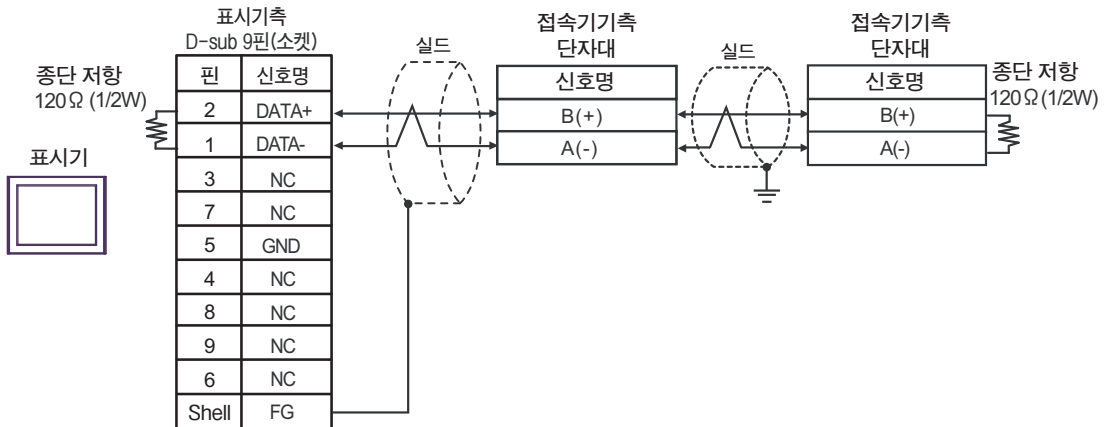 표시기측
D-sub 9핀(소켓)
종단 저항
120Ω(1/2W)
표시기
핀 신호명
2 DATA+
1 DATA-
3 NC
7 NC
5 GND
4 NC
8 NC
9 NC
6 NC
Shell FG
실드
접속기기측
단자대
신호명
B(+)
A(-)
실드
접속기기측
단자대
신호명
B(+)
A(-)
종단 저항
120Ω(1/2W)